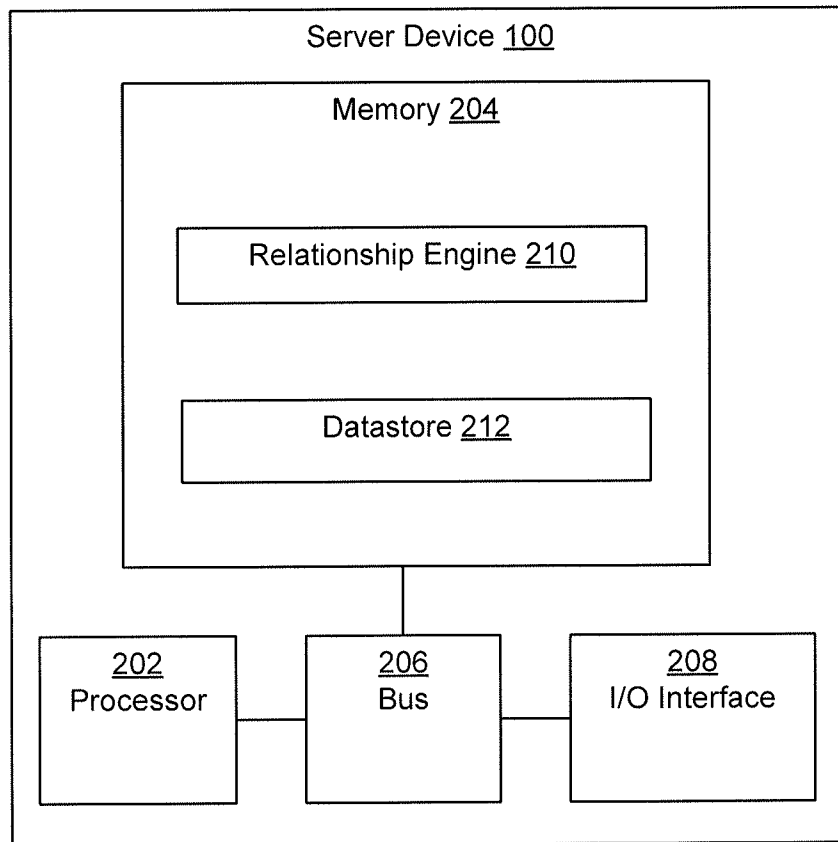 Server Device 100
Memory 204
Relationship Engine 210
Datastore 212
202
Processor
206
Bus
208
I/O Interface